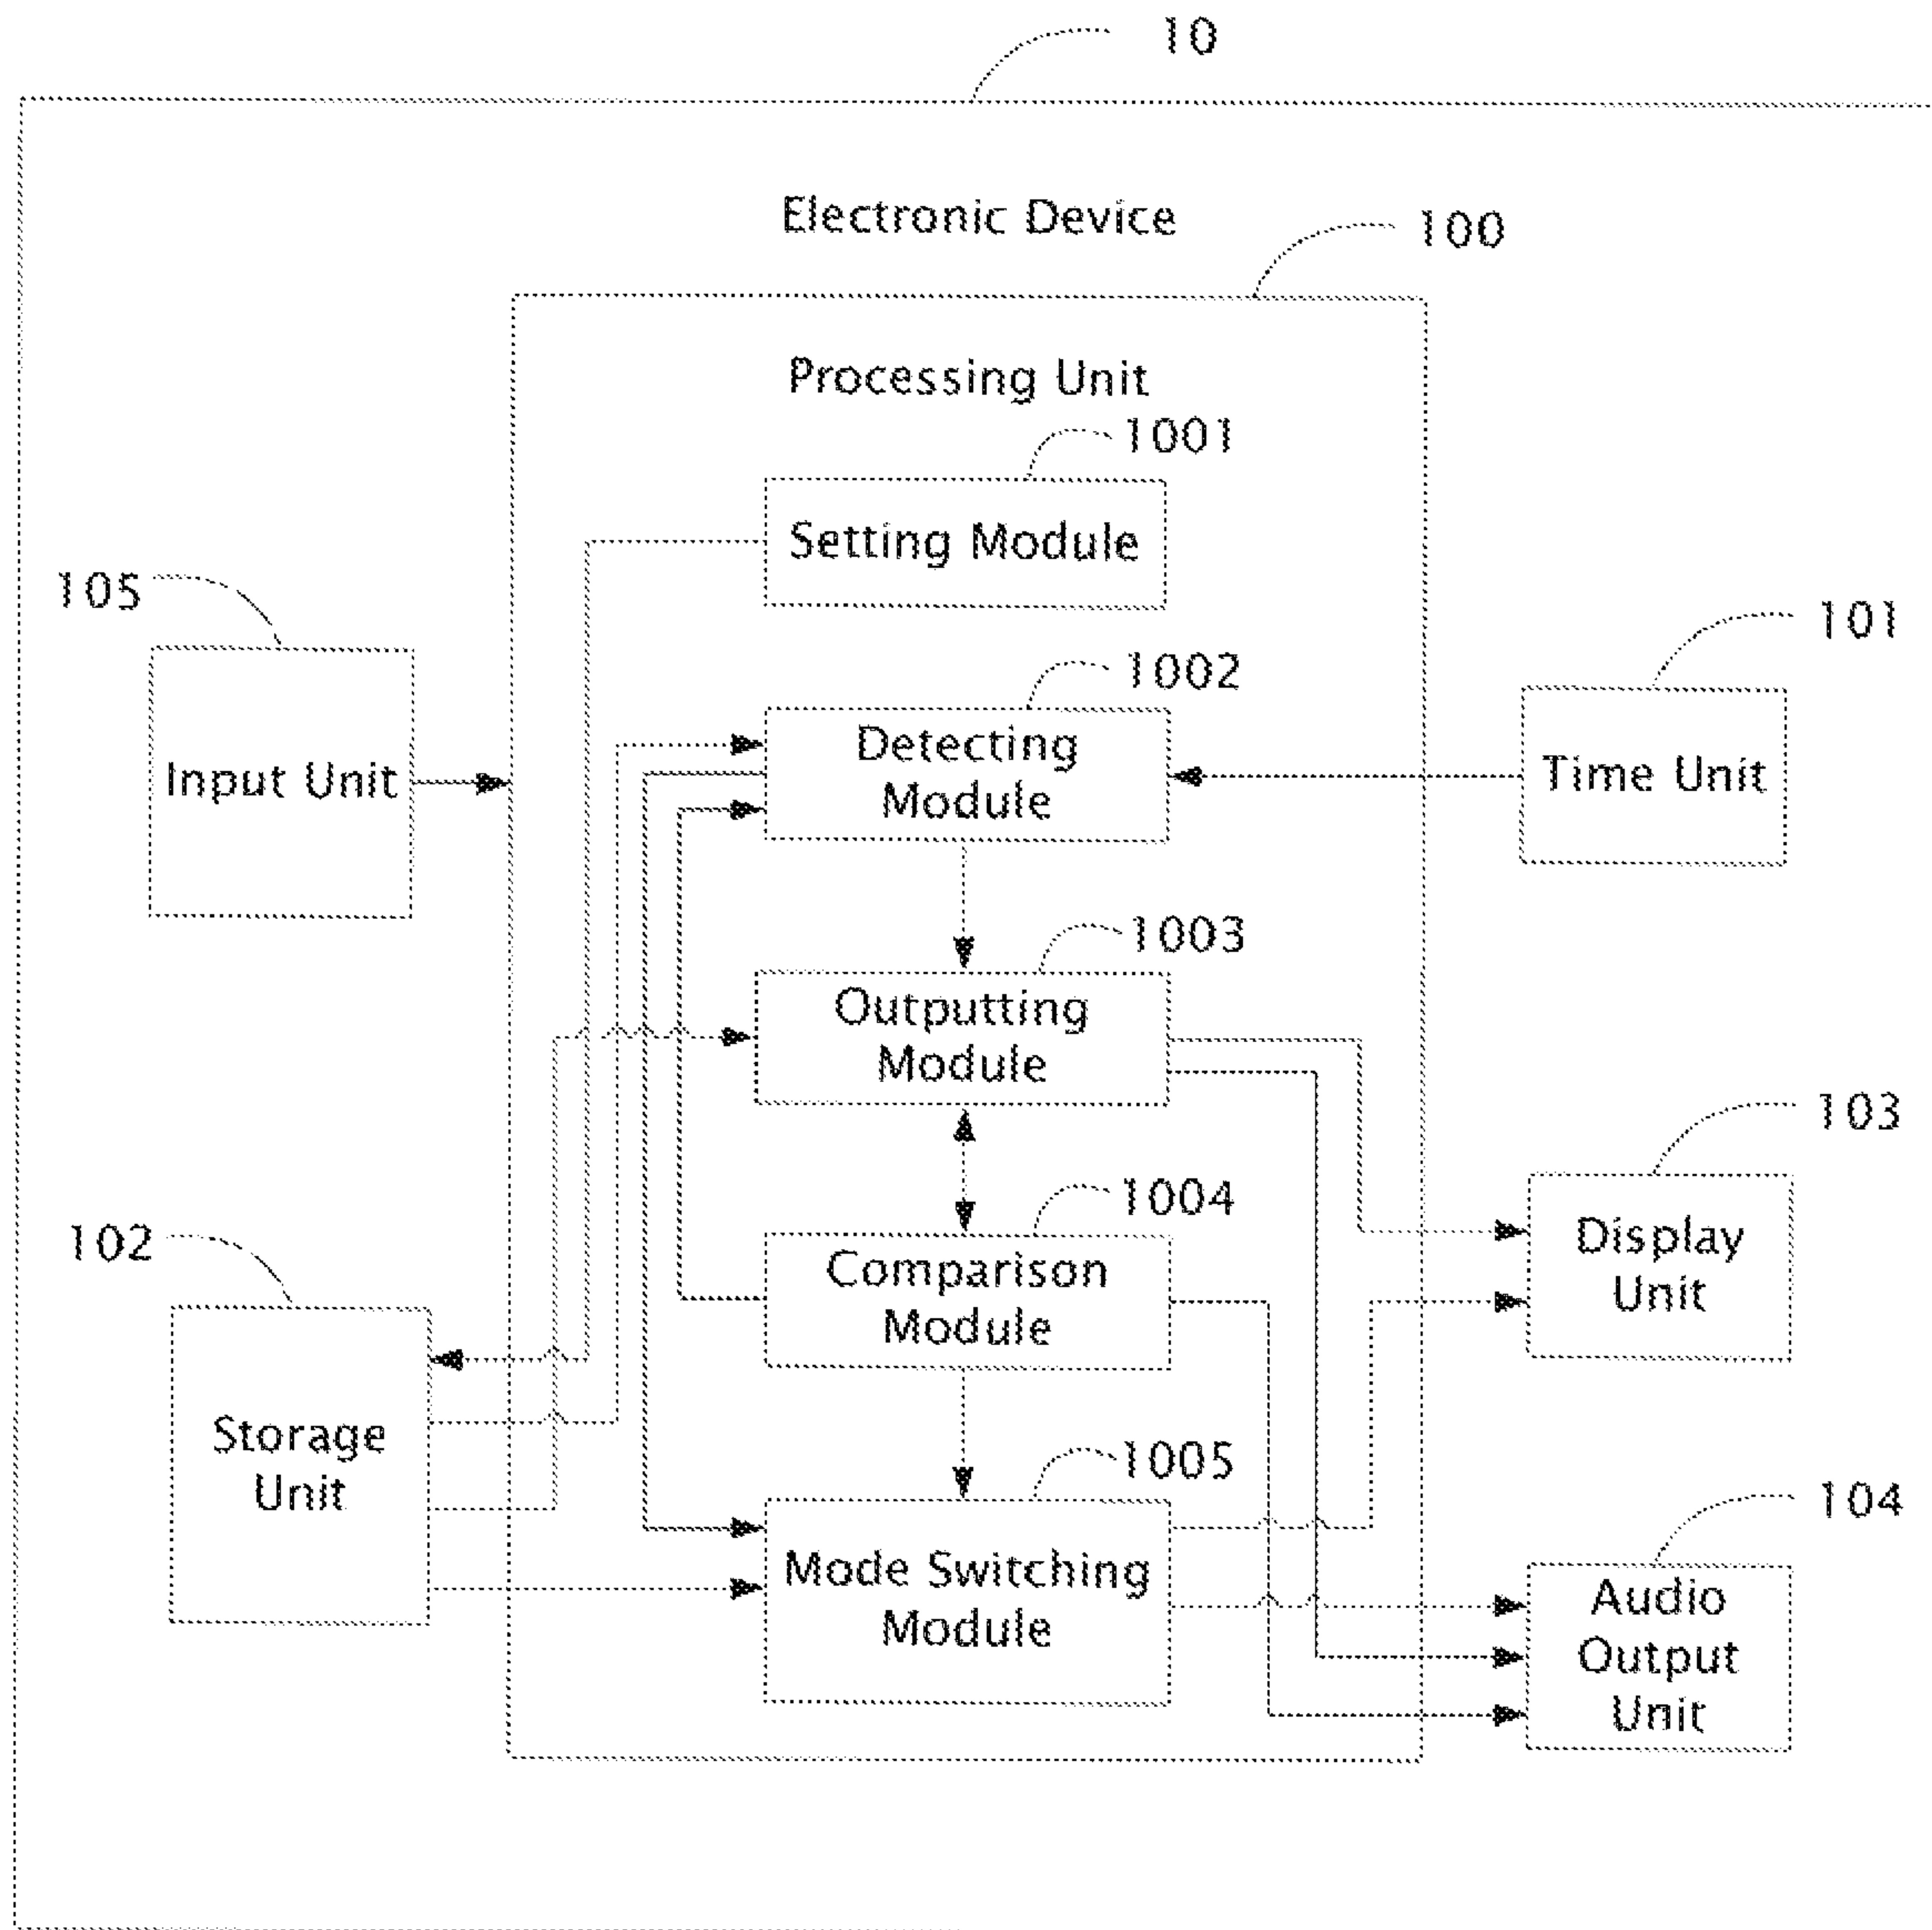 10
Electronic Device
100
Processing Unit
1001
Setting Module
105
Input Unit
101
Time Unit
1002
Detecting
Module
1003
Outputting
Module
103
Display
Unit
1004
Comparison
Module
102
Storage
Unit
1005
Mode Switching
Module
104
Audio
Output
Unit